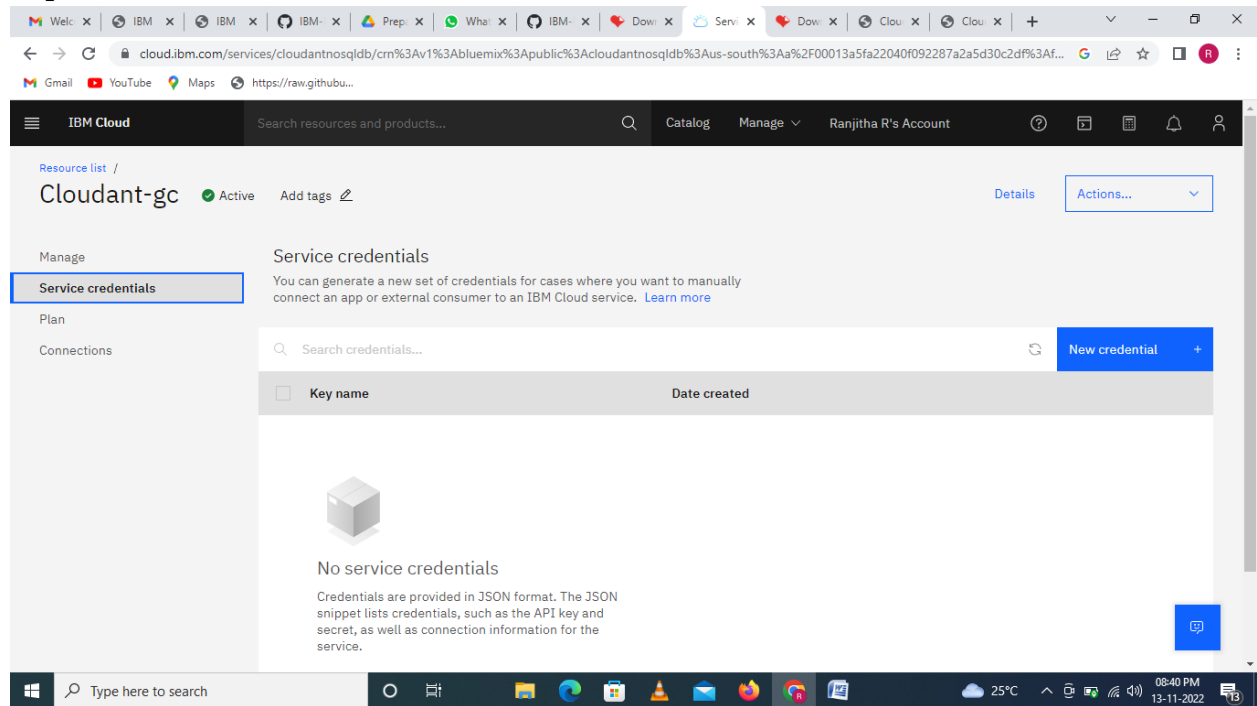 Welc
IBM
IBM
IBM-
Prep
What
IBM-
Dow
Servi
Dow
Clou
Clou
cloud.ibm.com/services/cloudantnosqldb/crn%3Av1%3Abluemix%3Apublic%3Acloudantnosqldb%3Aus-south%3Aa%2F00013a5fa22040f092287a2a5d30c2df%3Af...
G
R
Gmail
YouTube
Maps
https://raw.githubu...
IBM Cloud
Search resources and products...
Catalog
Manage
Ranjitha R's Account
Resource list /
Cloudant-gc
Active
Add tags
Details
Actions...
Manage
Service credentials
Plan
Connections
Service credentials
You can generate a new set of credentials for cases where you want to manually
connect an app or external consumer to an IBM Cloud service. Learn more
Search credentials...
New credential +
Key name
Date created
No service credentials
Credentials are provided in JSON format. The JSON
snippet lists credentials, such as the API key and
secret, as well as connection information for the
service.
Type here to search
25°C
08:40 PM
13-11-2022
13